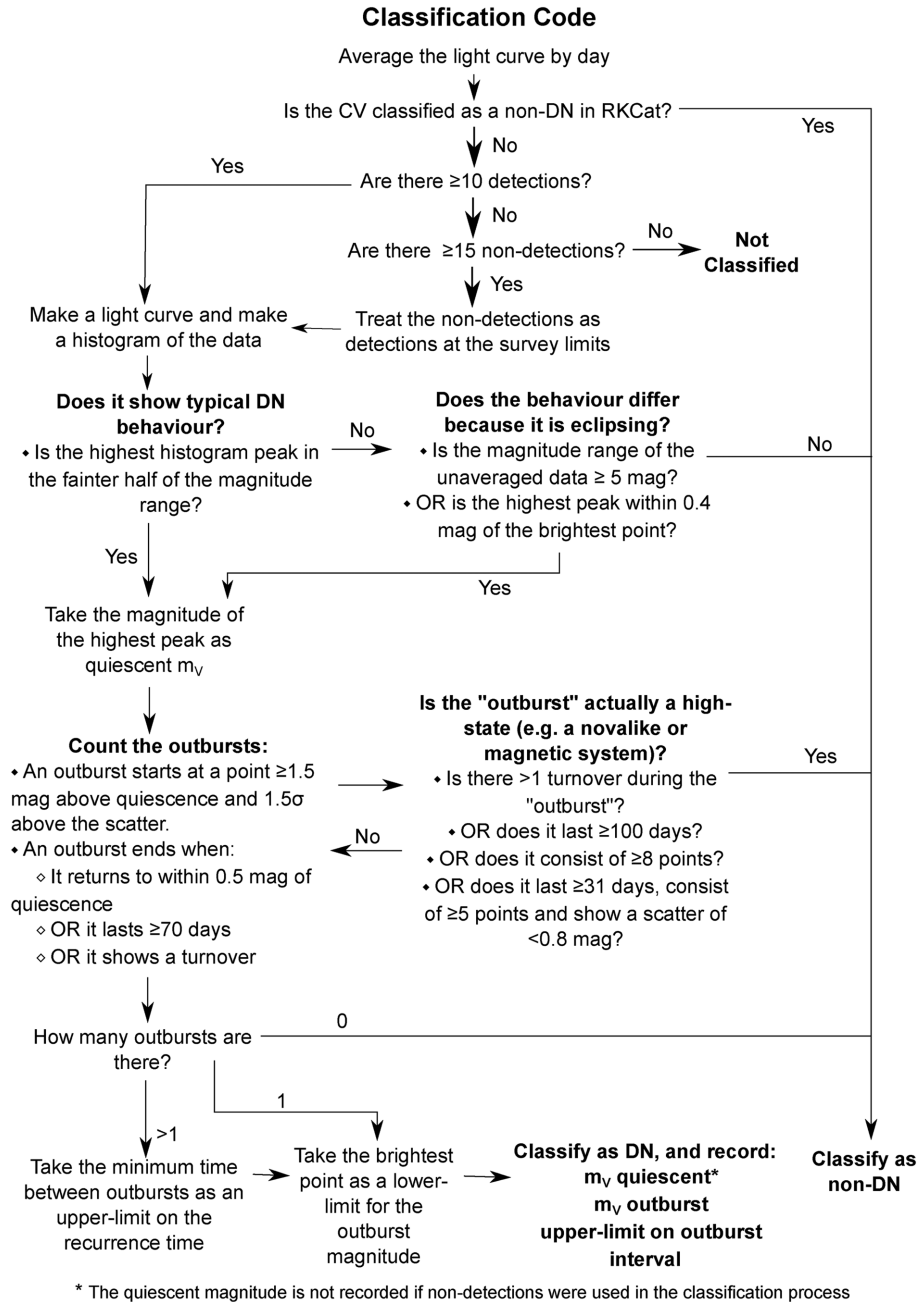 Classification Code
Average the light curve by day
Is the CV classified as a non-DN in RKCat?
Yes
No
Yes
Are there ≥10 detections?
No
Are there ≥15 non-detections?
No
Not
Classified
Yes
Make a light curve and make
a histogram of the data
Treat the non-detections as
detections at the survey limits
Does it show typical DN
behaviour?
◆ Is the highest histogram peak in
the fainter half of the magnitude
range?
No
Does the behaviour differ
because it is eclipsing?
◆ Is the magnitude range of the
unaveraged data ≥ 5 mag?
◆ OR is the highest peak within 0.4
mag of the brightest point?
No
Yes
Yes
Take the magnitude of
the highest peak as
quiescent mV
Count the outbursts:
◆ An outburst starts at a point ≥1.5
mag above quiescence and 1.5σ
above the scatter.
◆ An outburst ends when:
◇ It returns to within 0.5 mag of
quiescence
◇ OR it lasts ≥70 days
◇ OR it shows a turnover
Is the "outburst" actually a high-
state (e.g. a novalike or
magnetic system)?
◆ Is there >1 turnover during the
"outburst"?
◆ OR does it last ≥100 days?
◆ OR does it consist of ≥8 points?
◆ OR does it last ≥31 days, consist
of ≥5 points and show a scatter of
<0.8 mag?
Yes
No
How many outbursts are
there?
0
1
>1
Take the minimum time
between outbursts as an
upper-limit on the
recurrence time
Take the brightest
point as a lower-
limit for the
outburst
magnitude
Classify as DN, and record:
mV quiescent*
mV outburst
upper-limit on outburst
interval
Classify as
non-DN
* The quiescent magnitude is not recorded if non-detections were used in the classification process